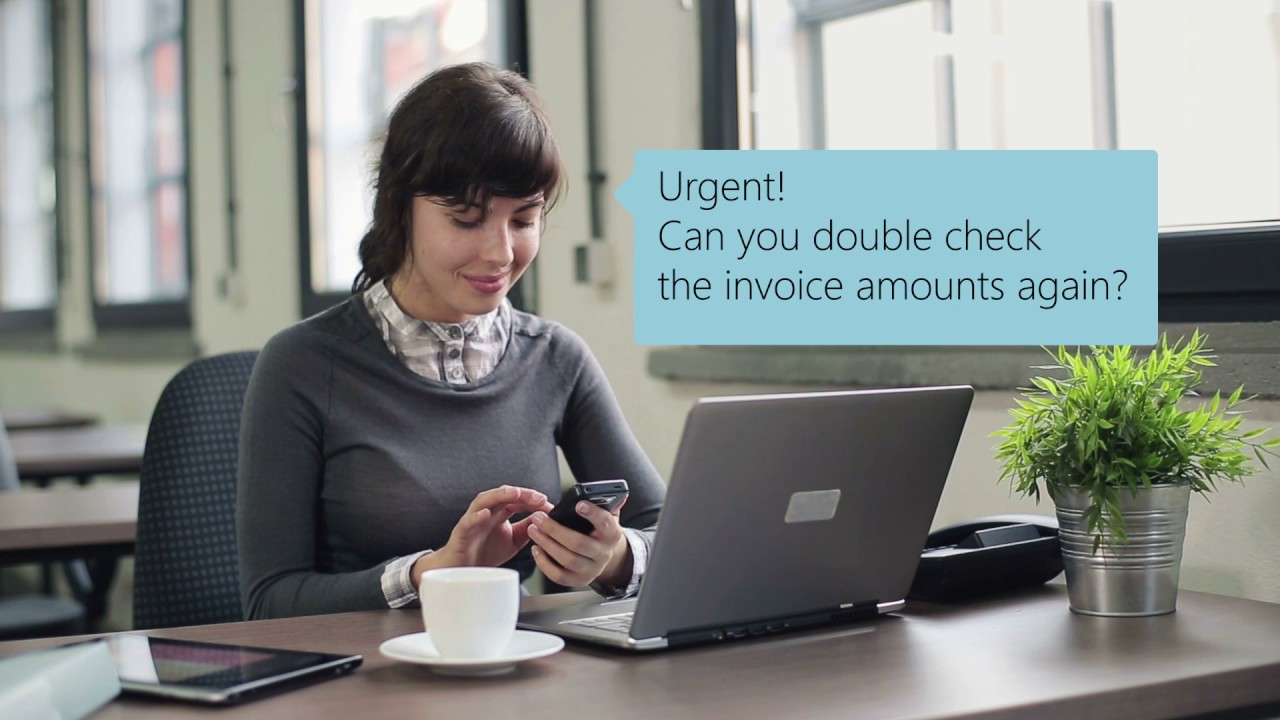 Urgent!
Can you double check
the invoice amounts again?